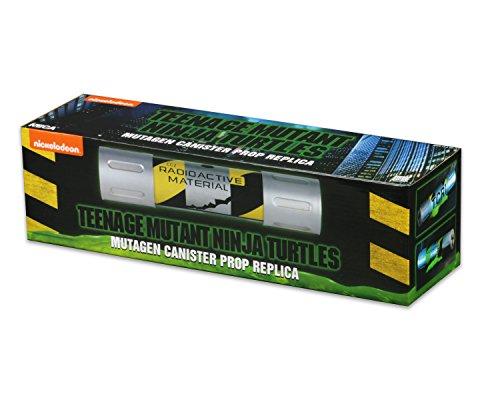 NECA
nickelodeon
TEENAGE MUTANT
NINJA TURTLES
MUTAGEN CANISTER PROP REPLICA
RADIOACTIVE
MATERIAL
TEENAGE MUTANT NINJA TURTLES
MUTAGEN CANISTER PROP REPLICA